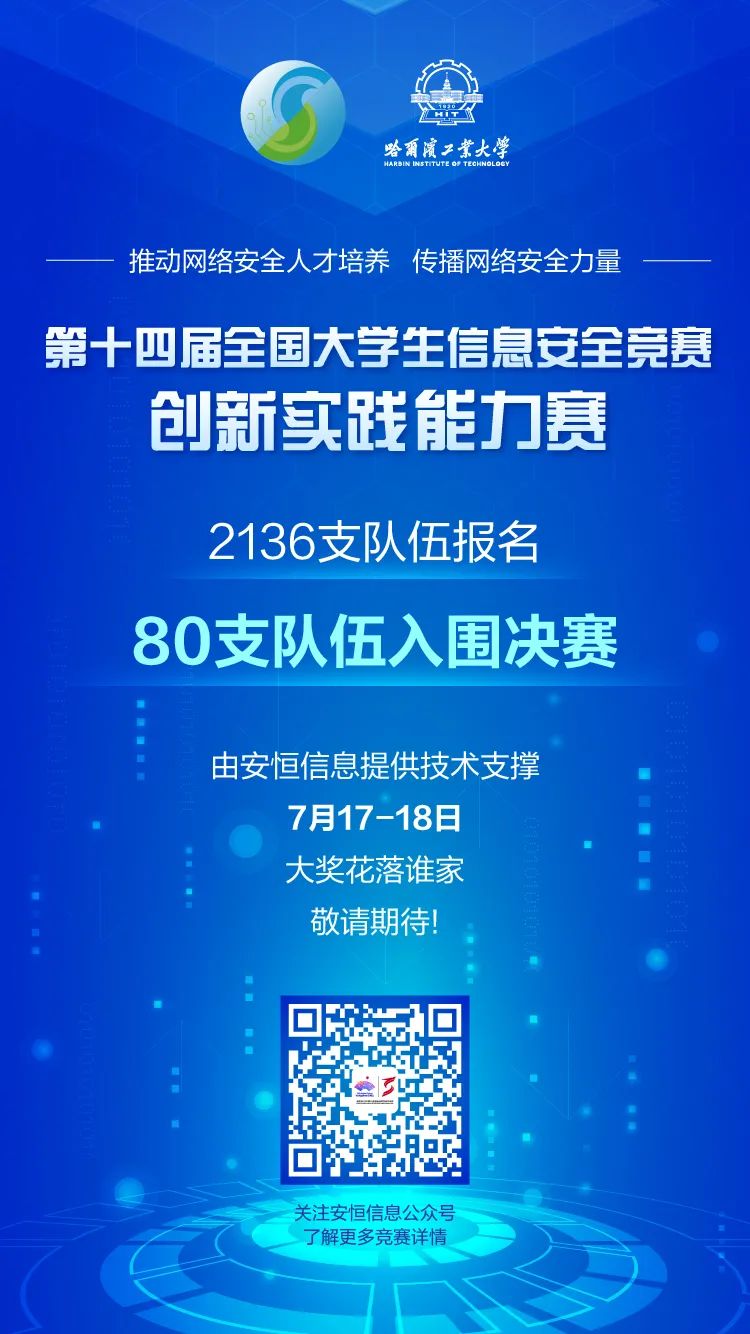 1920
HIT
哈爾濱工業大學
HARBIN INSTITUTE OF TECHNOLOGY
推动网络安全人才培养 传播网络安全力量
第十四届全国大学生信息安全竞赛
创新实践能力赛
2136支队伍报名
80支队伍入围决赛
由安恒信息提供技术支撑
7月17-18日
大奖花落谁家
敬请期待!
关注安恒信息公众号
了解更多竞赛详情